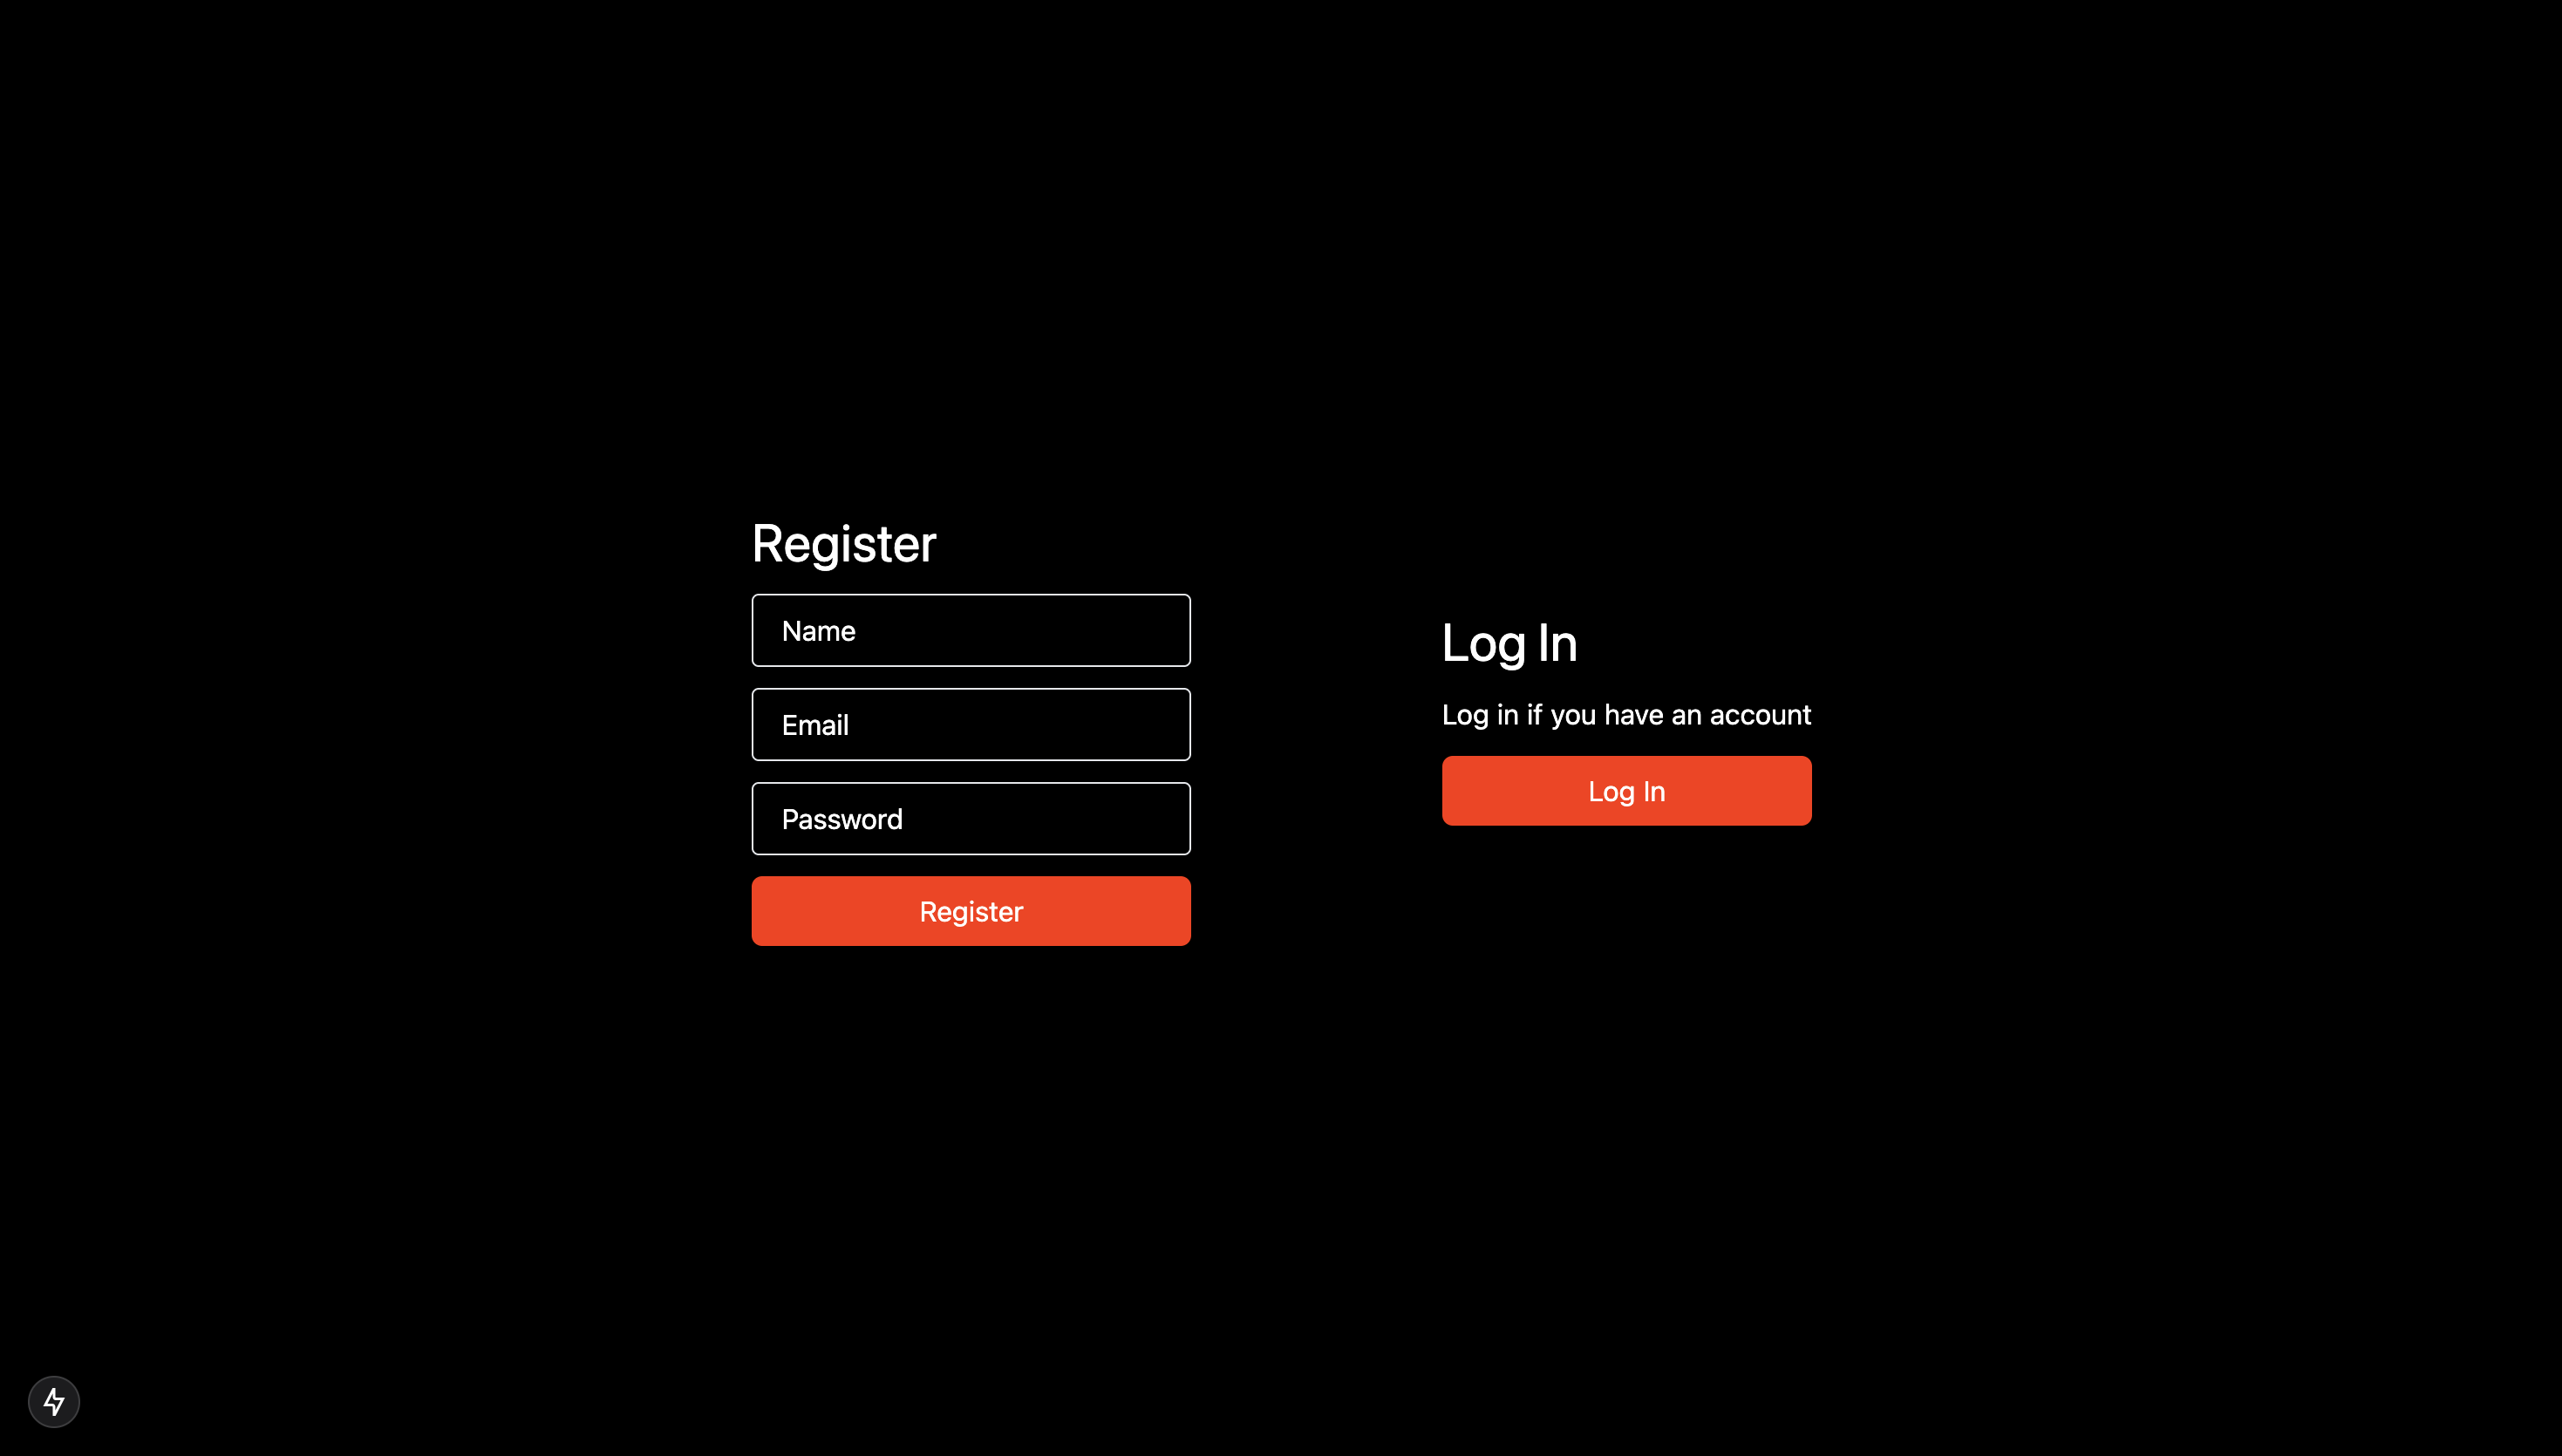 Register
Name
Email
Password
Register
Log In
Log in if you have an account
Log In